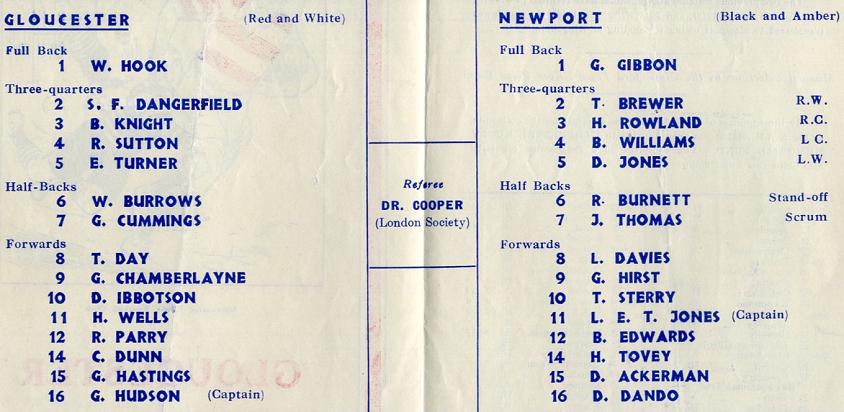 GLOUCESTER (Red and White)
Full Back
1 W. HOOK
Three-quarters
2 S. F. DANGERFIELD
3 B. KNIGHT
4 R. SUTTON
5 E. TURNER
Half-Backs
6 W. BURROWS
7 G. CUMMINGS
Forwards
8 T. DAY
9 G. CHAMBERLAYNE
10 D. IBBOTSON
11 H. WELLS
12 R. PARRY
14 C. DUNN
15 G. HASTINGS
16 G. HUDSON (Captain)
Referee
DR. COOPER
(London Society)
NEWPORT (Black and Amber)
Full Back
1 G. GIBBON
Three-quarters
2 T. BREWER R.W.
3 H. ROWLAND R.C.
4 B. WILLIAMS L C.
5 D. JONES L.W.
Half Backs
6 R. BURNETT Stand-off
7 J. THOMAS Scrum
Forwards
8 L. DAVIES
9 G. HIRST
10 T. STERRY
11 L. E. T. JONES (Captain)
12 B. EDWARDS
14 H. TOVEY
15 D. ACKERMAN
16 D. DANDO